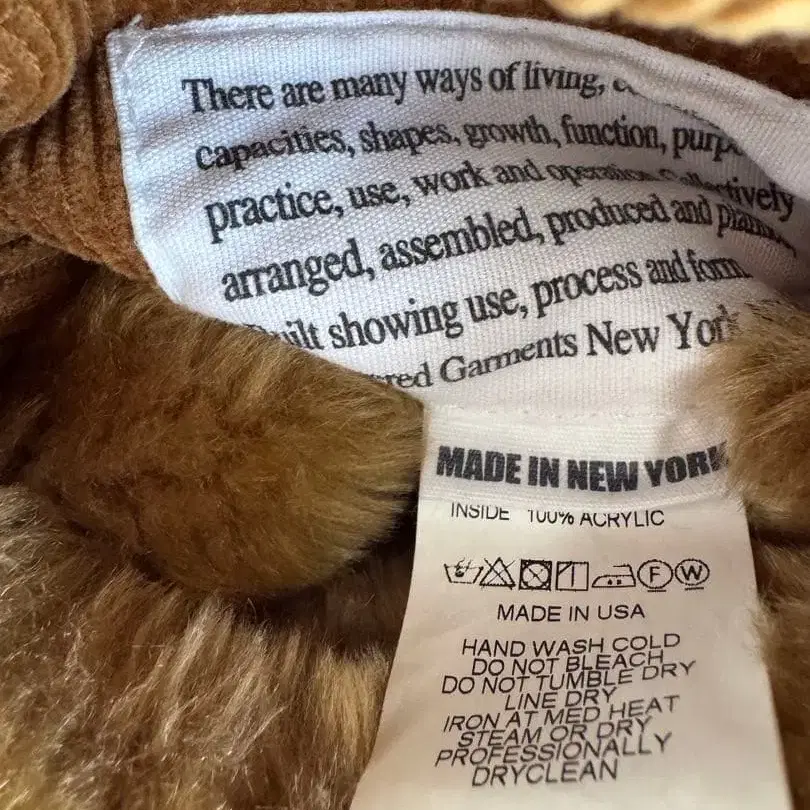 There are many ways of living,
capacities, shapes, growth, function,
practice, use, work and operation Collectively
arranged, assembled, produced and
showing use, process and form.
Garments New York
MADE IN NEW YORK
INSIDE 100% ACRYLIC
F W
MADE IN USA
HAND WASH COLD
DO NOT BLEACH
DO NOT TUMBLE DRY
LINE DRY
IRON AT MED HEAT
STEAM OR DRY
PROFESSIONALLY
DRYCLEAN